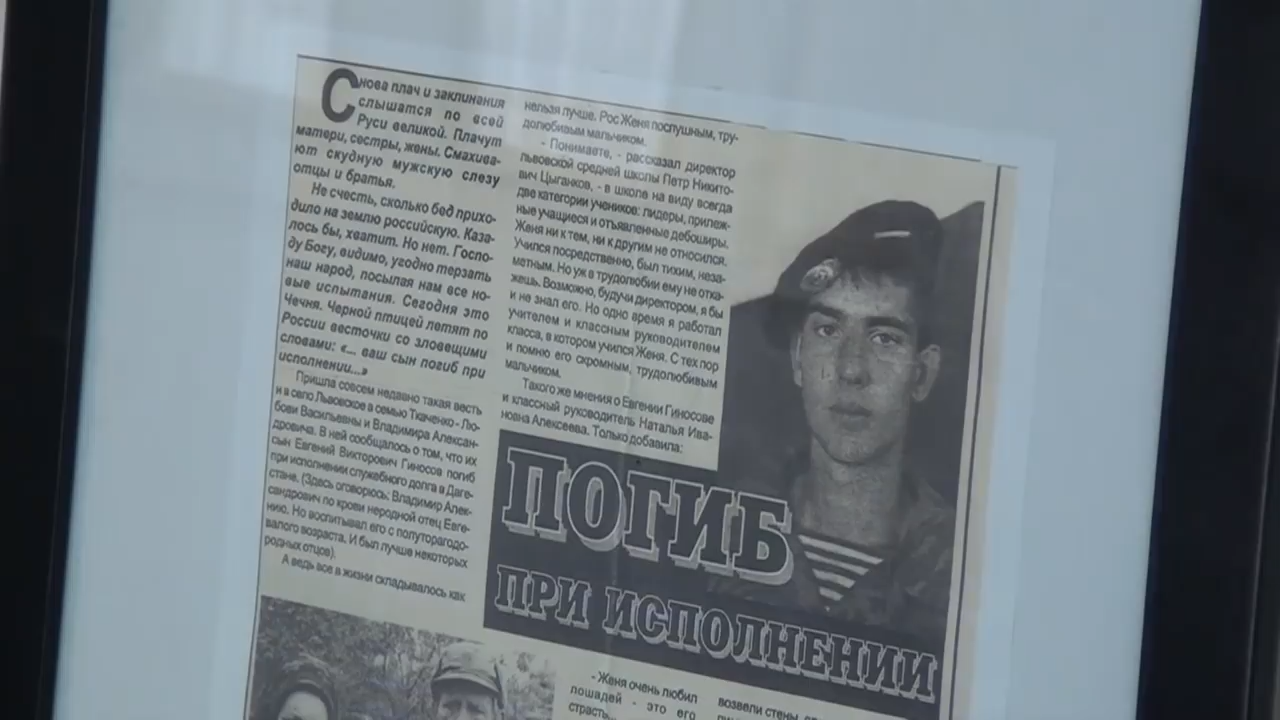 Снова плач и заклинания
слышатся по всей
Руси великой. Плачут
матери, сестры, жены. Смахива-
ют скудную мужскую слезу
отцы и братья.
Не счесть, сколько бед прихо-
дило на землю российскую. Каза-
лось бы, хватит. Но нет. Госпо-
ду Богу, видимо, угодно терзать
наш народ, посылая нам все но-
вые испытания. Сегодня это
Чечня. Черной птицей летят по
России весточки со зловещими
словами: «... ваш сын погиб при
исполнении...»
Пришла совсем недавно такая весть
и в село Львовское в семью Ткаченко - Лю-
бови Васильевны и Владимира Алексан-
дровича. В ней сообщалось о том, что их
сын Евгений Викторович Гиносов погиб
при исполнении служебного долга в Даге-
стане. (Здесь оговорюсь: Владимир Алек-
сандрович по крови неродной отец Евге-
нию. Но воспитывал его с полуторагодо-
валого возраста. И был лучше некоторых
родных отцов).
А ведь все в жизни складывалось как
нельзя лучше. Рос Женя послушным, тру-
долюбивым мальчиком.
- Понимаете, - рассказал директор
львовской средней школы Петр Никито-
вич Цыганков, - в школе на виду всегда
две категории учеников: лидеры, прилеж-
ные учащиеся и отъявленные дебоширы.
Женя ни к тем, ни к другим не относился.
Учился посредственно, был тихим, неза-
метным. Но уж в трудолюбии ему не отка-
жешь. Возможно, будучи директором, я бы
и не знал его. Но одно время я работал
учителем и классным руководителем
класса, в котором учился Женя. С тех пор
и помню его скромным, трудолюбивым
мальчиком.
Такого же мнения о Евгении Гиносове
и классный руководитель Наталья Ива-
новна Алексеева. Только добавила:
ПОГИБ
ПРИ ИСПОЛНЕНИИ
- Женя очень любил
лошадей - это его
страсть
возвели стены